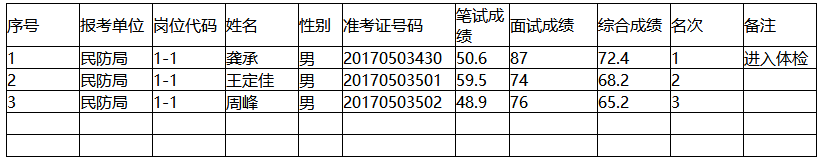 序号 报考单位 岗位代码 姓名 性别 准考证号码 笔试成绩 面试成绩 综合成绩 名次 备注
1 民防局 1-1 龚承 男 20170503430 50.6 87 72.4 1 进入体检
2 民防局 1-1 王定佳 男 20170503501 59.5 74 68.2 2
3 民防局 1-1 周峰 男 20170503502 48.9 76 65.2 3